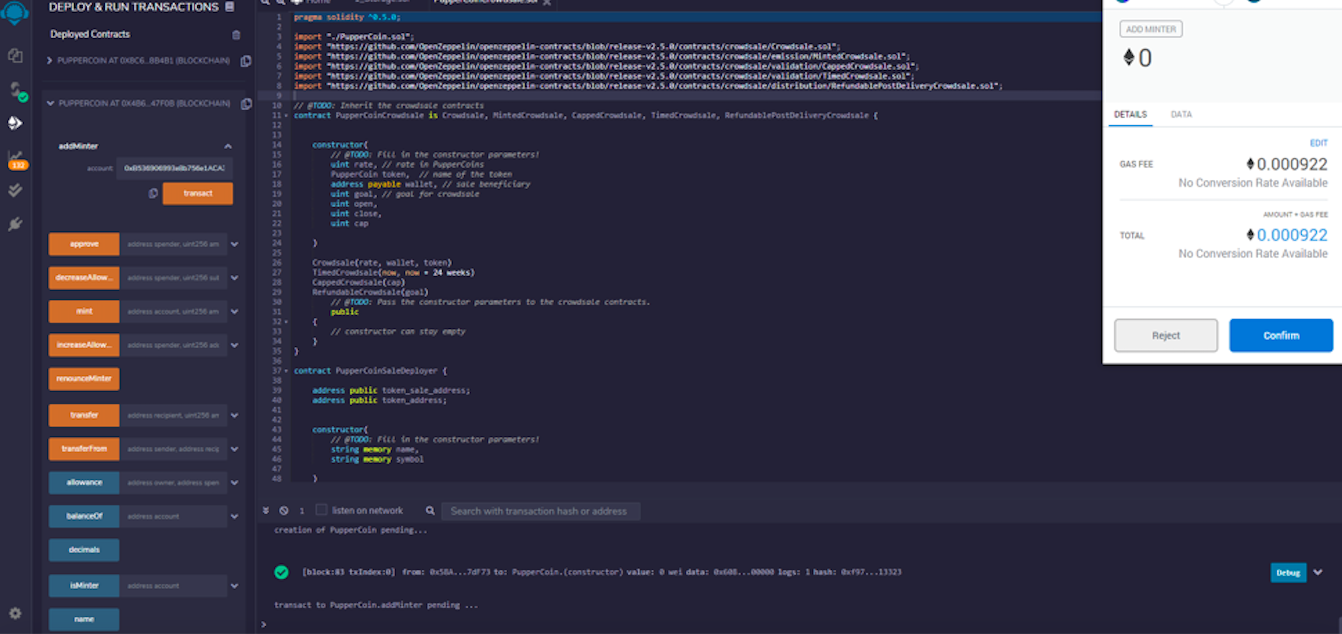 DEPLOY & RUN TRANSACTIONS
Deployed Contracts
PUPPERCOIN AT 0XBC6...8B4B1 (BLOCKCHAIN)
PUPPERCOIN AT 0X4B6...47F0B (BLOCKCHAIN)
addMinter
account:
transact
approve address spender, uint256 am
decreaseAllow... address spender, uint256 sub
mint address account, uint256 am
increaseAllow... address spender, uint256 ad
renounceMinter
transfer address recipient, uint256 am
transferFrom address sender, address recip
allowance address owner, address spen
balanceOf address account
decimals
isMinter address account
name
132
Home
1 pragma solidity ^0.5.0;
2
3 import "./PupperCoin.sol";
4 import "https://github.com/OpenZeppelin/openzeppelin-contracts/blob/release-v2.5.0/contracts/crowdsale/Crowdsale.sol";
5 import "https://github.com/OpenZeppelin/openzeppelin-contracts/blob/release-v2.5.0/contracts/crowdsale/emission/MintedCrowdsale.sol";
6 import "https://github.com/OpenZeppelin/openzeppelin-contracts/blob/release-v2.5.0/contracts/crowdsale/validation/CappedCrowdsale.sol";
7 import "https://github.com/OpenZeppelin/openzeppelin-contracts/blob/release-v2.5.0/contracts/crowdsale/validation/TimedCrowdsale.sol";
8 import "https://github.com/OpenZeppelin/openzeppelin-contracts/blob/release-v2.5.0/contracts/crowdsale/distribution/RefundablePostDeliveryCrowdsale.sol";
9
10 // @TODO: Inherit the crowdsale contracts
11 contract PupperCoinCrowdsale is Crowdsale, MintedCrowdsale, CappedCrowdsale, TimedCrowdsale, RefundablePostDeliveryCrowdsale {
12
13
14 constructor(
15 // @TODO: Fill in the constructor parameters!
16 uint rate, // rate in PupperCoins
17 PupperCoin token, // name of the token
18 address payable wallet, // sale beneficiary
19 uint goal, // goal for crowdsale
20 uint open,
21 uint close,
22 uint cap
23
24 )
25
26 Crowdsale(rate, wallet, token)
27 TimedCrowdsale(now, now + 24 weeks)
28 CappedCrowdsale(cap)
29 RefundableCrowdsale(goal)
30 // @TODO: Pass the constructor parameters to the crowdsale contracts.
31 public
32 {
33 // constructor can stay empty
34 }
35 }
36
37 contract PupperCoinSaleDeployer {
38
39 address public token_sale_address;
40 address public token_address;
41
42
43 constructor(
44 // @TODO: Fill in the constructor parameters!
45 string memory name,
46 string memory symbol
47
48 )
1 listen on network Search with transaction hash or address
creation of PupperCoin pending...
[block:83 txIndex:0] from: 0x58A...7dF73 to: PupperCoin.(constructor) value: 0 wei data: 0x608...00000 logs: 1 hash: 0xf97...13323 Debug
transact to PupperCoin.addMinter pending ...
>
ADD MINTER
0
DETAILS DATA
EDIT
GAS FEE 0.000922
No Conversion Rate Available
AMOUNT + GAS FEE
TOTAL 0.000922
No Conversion Rate Available
Reject Confirm